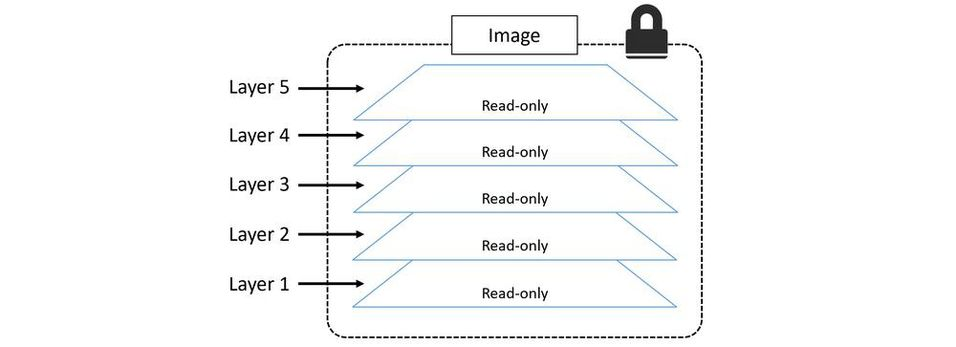 Image
Layer 5
Read-only
Layer 4
Read-only
Layer 3
Read-only
Layer 2
Read-only
Layer 1
Read-only